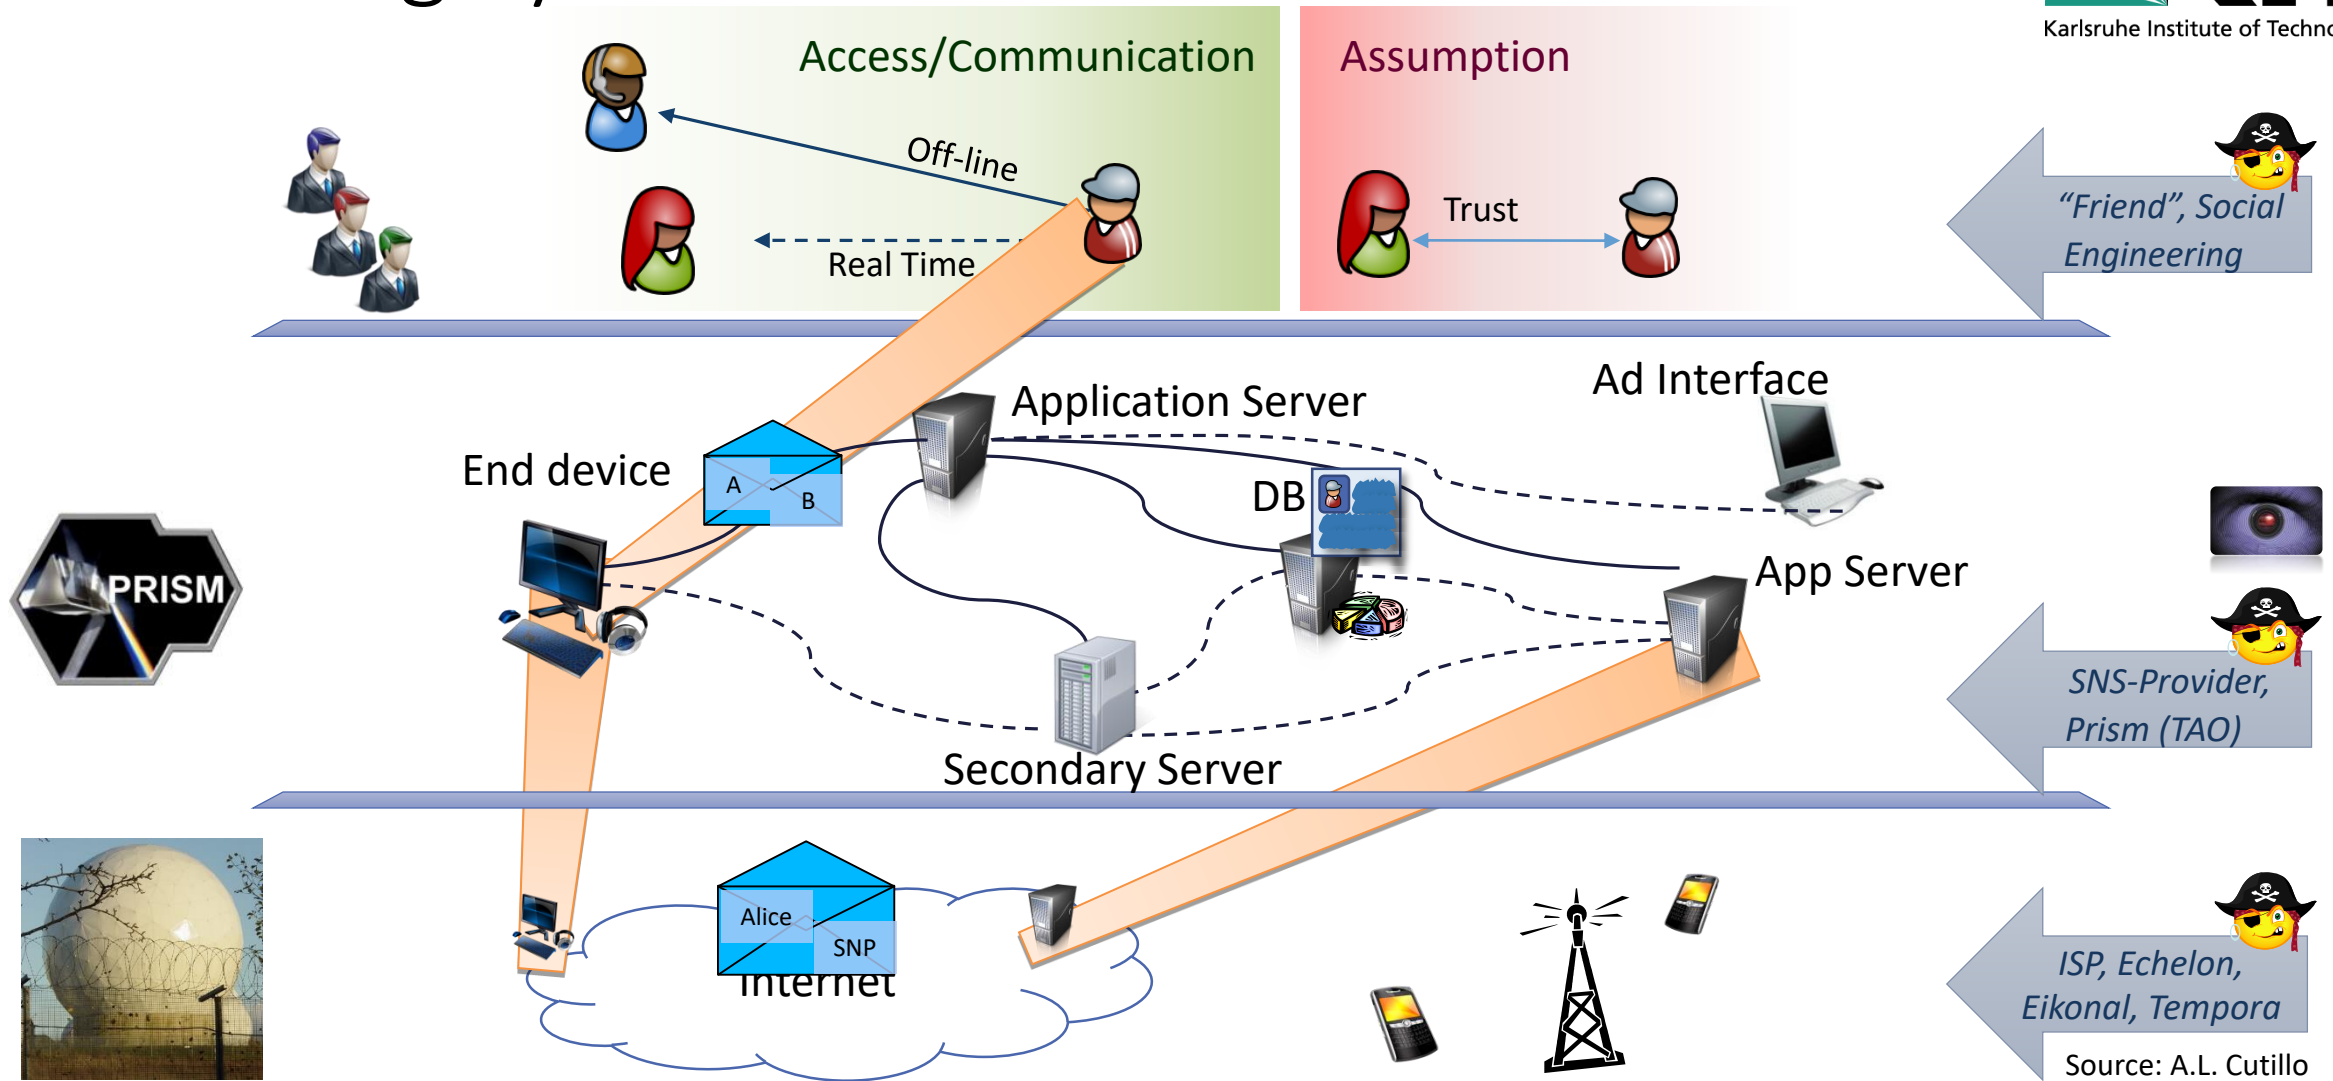 Karlsruhe Institute of Techno
Access/Communication
Assumption
Off-line
Real Time
Trust
“Friend”, Social
Engineering
Ad Interface
Application Server
End device
A
B
DB
App Server
PRISM
SNS-Provider,
Prism (TAO)
Secondary Server
Alice
SNP
Internet
ISP, Echelon,
Eikonal, Tempora
Source: A.L. Cutillo